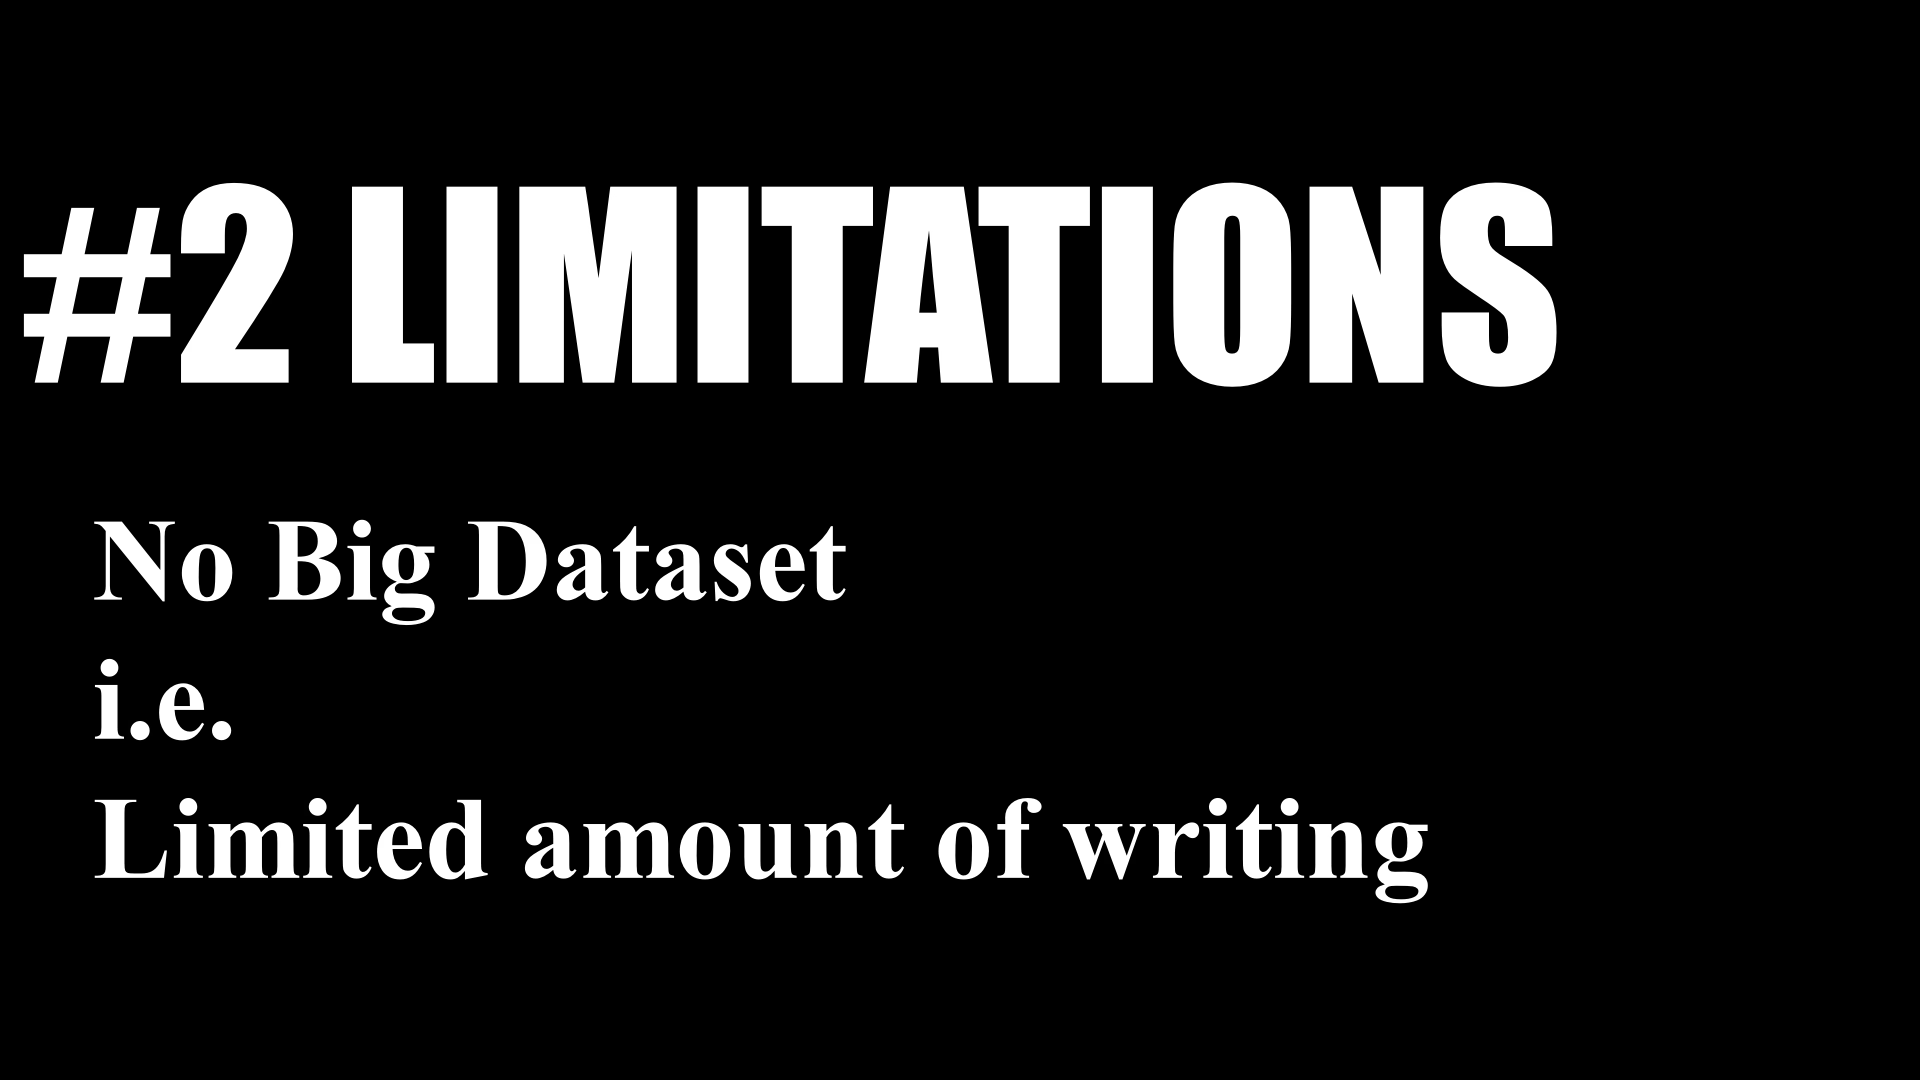 #2 LIMITATIONS
No Big Dataset
i.e.
Limited amount of writing